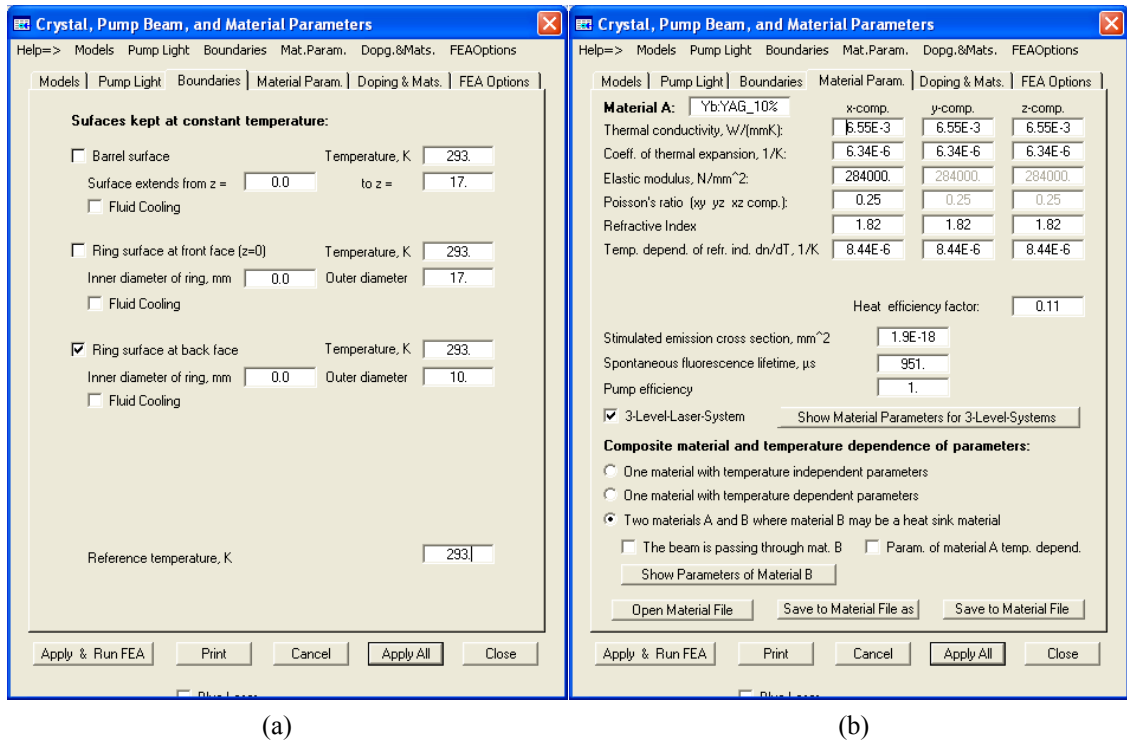 Crystal, Pump Beam, and Material Parameters
Help=> Models Pump Light Boundaries Mat.Param. Dopg.&Mats. FEAOptions
Models Pump Light Boundaries Material Param. Doping & Mats. FEA Options
Sufaces kept at constant temperature:
Barrel surface Temperature, K 293.
Surface extends from z = 0.0 to z = 17.
Fluid Cooling
Ring surface at front face (z=0) Temperature, K 293.
Inner diameter of ring, mm 0.0 Outer diameter 17.
Fluid Cooling
Ring surface at back face Temperature, K 293.
Inner diameter of ring, mm 0.0 Outer diameter 10.
Fluid Cooling
Reference temperature, K 293.
Apply & Run FEA Print Cancel Apply All Close
(a)
Crystal, Pump Beam, and Material Parameters
Help=> Models Pump Light Boundaries Mat.Param. Dopg.&Mats. FEAOptions
Models Pump Light Boundaries Material Param. Doping & Mats. FEA Options
Material A: Yb:YAG_10% x-comp. y-comp. z-comp.
Thermal conductivity, W/(mmK): 6.55E-3 6.55E-3 6.55E-3
Coeff. of thermal expansion, 1/K: 6.34E-6 6.34E-6 6.34E-6
Elastic modulus, N/mm^2: 284000. 284000. 284000.
Poisson's ratio (xy yz xz comp.): 0.25 0.25 0.25
Refractive Index 1.82 1.82 1.82
Temp. depend. of refr. ind. dn/dT, 1/K 8.44E-6 8.44E-6 8.44E-6
Heat efficiency factor: 0.11
Stimulated emission cross section, mm^2 1.9E-18
Spontaneous fluorescence lifetime, µs 951.
Pump efficiency 1.
3-Level-Laser-System Show Material Parameters for 3-Level-Systems
Composite material and temperature dependence of parameters:
One material with temperature independent parameters
One material with temperature dependent parameters
Two materials A and B where material B may be a heat sink material
The beam is passing through mat. B Param. of material A temp. depend.
Show Parameters of Material B
Open Material File Save to Material File as Save to Material File
Apply & Run FEA Print Cancel Apply All Close
(b)